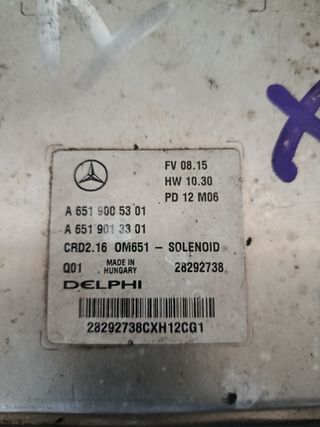 FV 08.15
HW 10.30
PD 12 M06
A 651 900 53 01
A 651 901 33 01
CRD2.16 OM651 - SOLENOID
Q01 MADE IN HUNGARY 28292738
DELPHI
28292738CXH12CG1